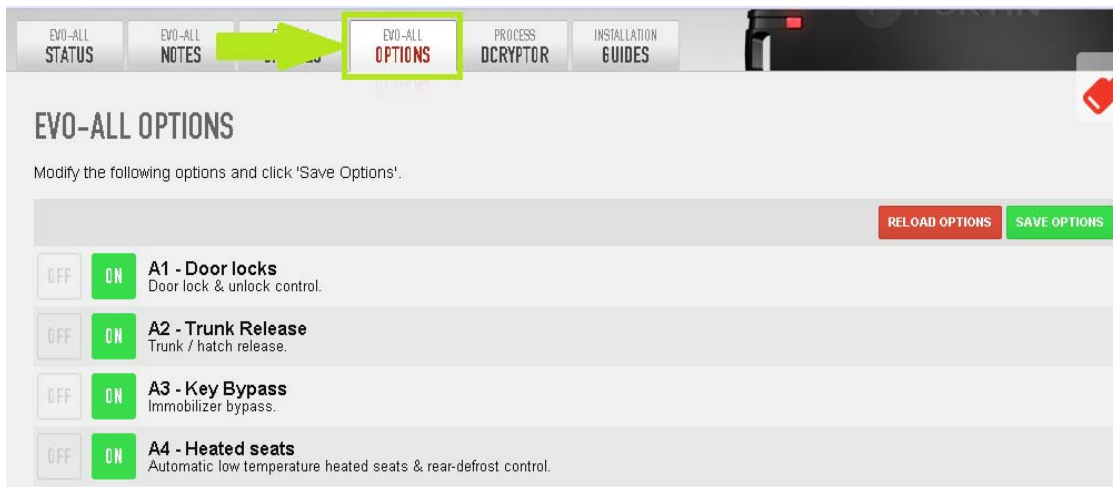 EVO-ALL
STATUS
EVO-ALL
NOTES
EVO-ALL
OPTIONS
PROCESS
DCRYPTOR
INSTALLATION
GUIDES
EVO-ALL OPTIONS
Modify the following options and click 'Save Options'.
RELOAD OPTIONS SAVE OPTIONS
OFF ON A1 - Door locks
Door lock & unlock control.
OFF ON A2 - Trunk Release
Trunk / hatch release.
OFF ON A3 - Key Bypass
Immobilizer bypass.
OFF ON A4 - Heated seats
Automatic low temperature heated seats & rear-defrost control.